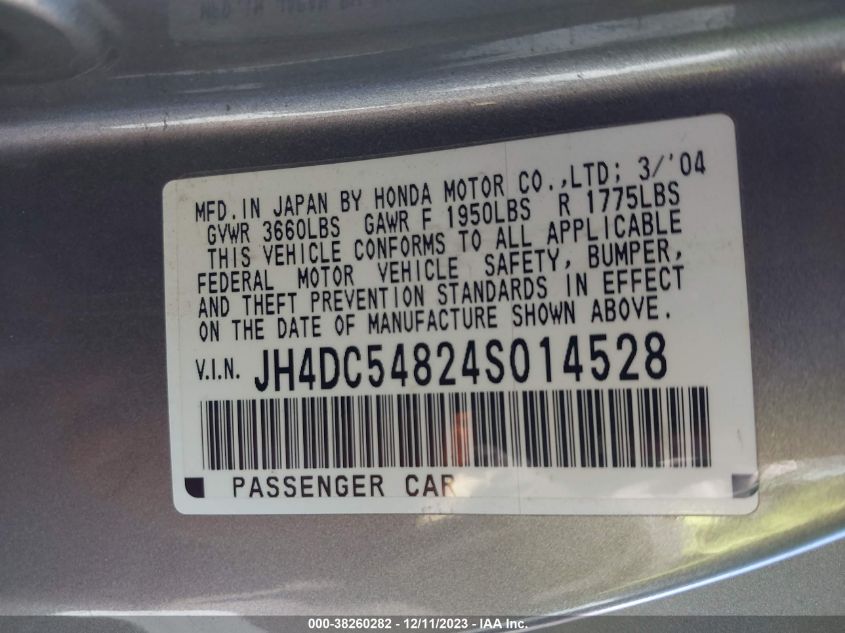 MFD. IN JAPAN BY HONDA MOTOR CO.,LTD; 3/'04
GVWR 3660LBS GAWR F 1950LBS R 1775LBS
THIS VEHICLE CONFORMS TO ALL APPLICABLE
FEDERAL MOTOR VEHICLE SAFETY, BUMPER,
AND THEFT PREVENTION STANDARDS IN EFFECT
ON THE DATE OF MANUFACTURE SHOWN ABOVE.
V.I.N. JH4DC54824S014528
PASSENGER CAR
000-38260282 - 12/11/2023 - IAA Inc.